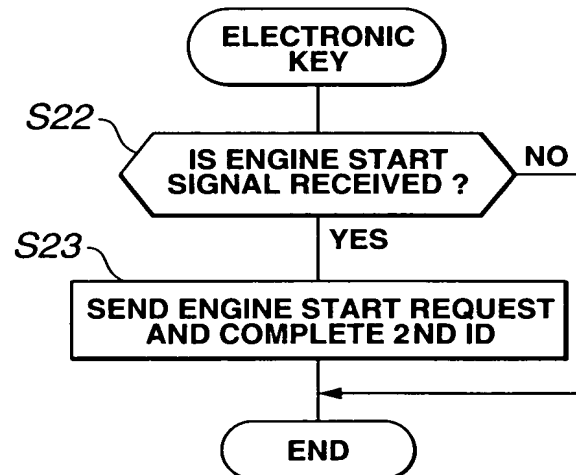 ELECTRONIC
KEY
S22
IS ENGINE START
SIGNAL RECEIVED ?
NO
YES
S23
SEND ENGINE START REQUEST
AND COMPLETE 2ND ID
END